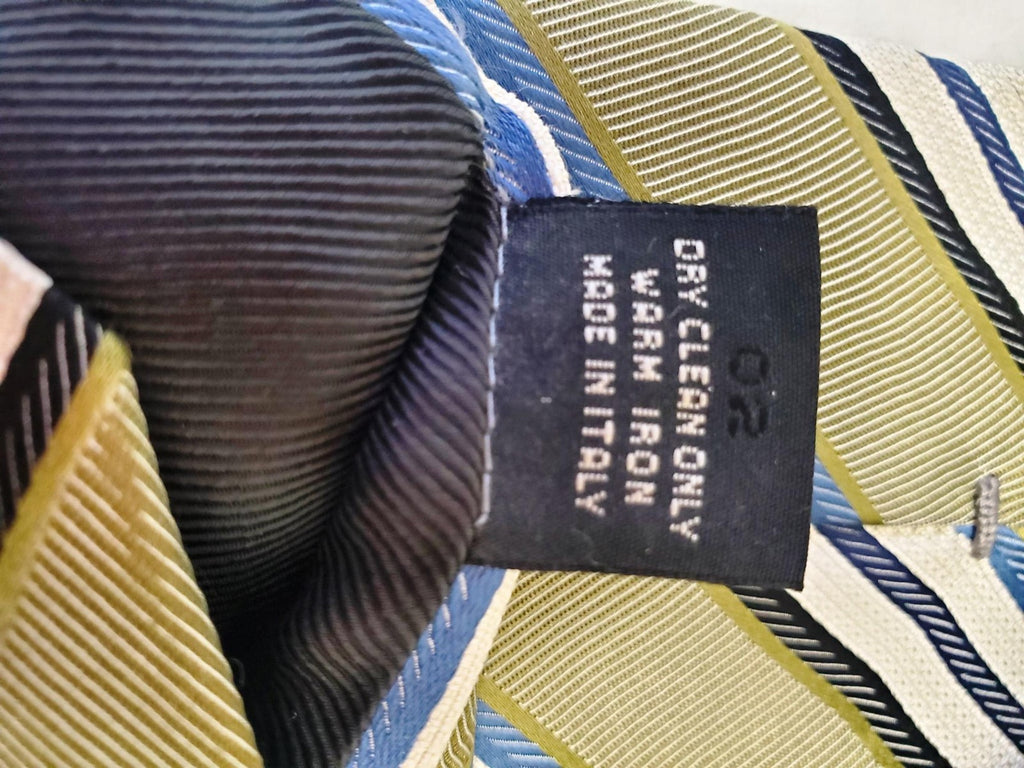 02
DRY CLEAN ONLY
WARM IRON
MADE IN ITALY